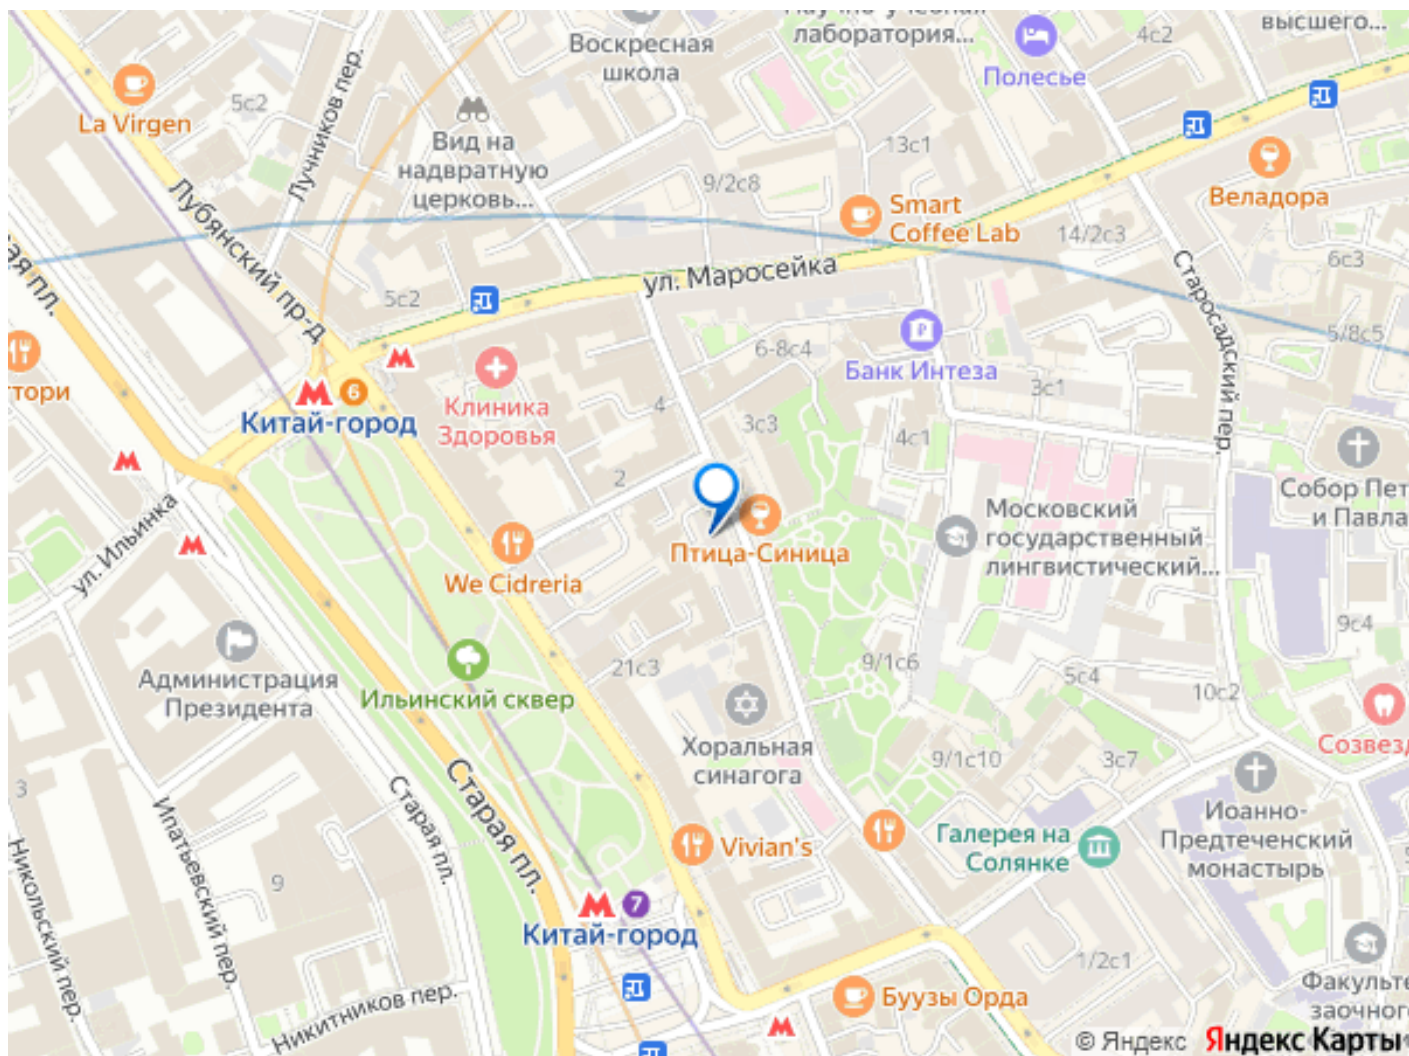 Воскресная
школа
лаборатория...
4с2
высшего...
Полесье
La Virgen
5с2
Лучников пер.
Вид на
надвратную
церковь...
13с1
9/2с8
Веладора
Smart
Coffee Lab
14/2с3
Лубянский пр-д
ул. Маросейка
Старосадский пер.
6с3
5с2
5/8с5
6-8с4
Банк Интеза
3с1
6
Китай-город
Клиника
Здоровья
4
3с3
4с1
2
Собор Пет
и Павла
ул. Ильинка
Московский
государственный
лингвистический...
Птица-Синица
We Cidreria
9с4
Администрация
Президента
Ильинский сквер
21с3
9/1с6
5с4
10с2
Хоральная
синагога
9/1с10
3с7
Созвезд
3
Старая пл.
Старая пл.
Ипатьевский пер.
Никольский пер.
Vivian's
Галерея на
Солянке
Иоанно-
Предтеченский
монастырь
9
7
Китай-город
1/2с1
Никитников пер.
Буузы Орда
Факульте
заочног
© Яндекс Яндекс Карты